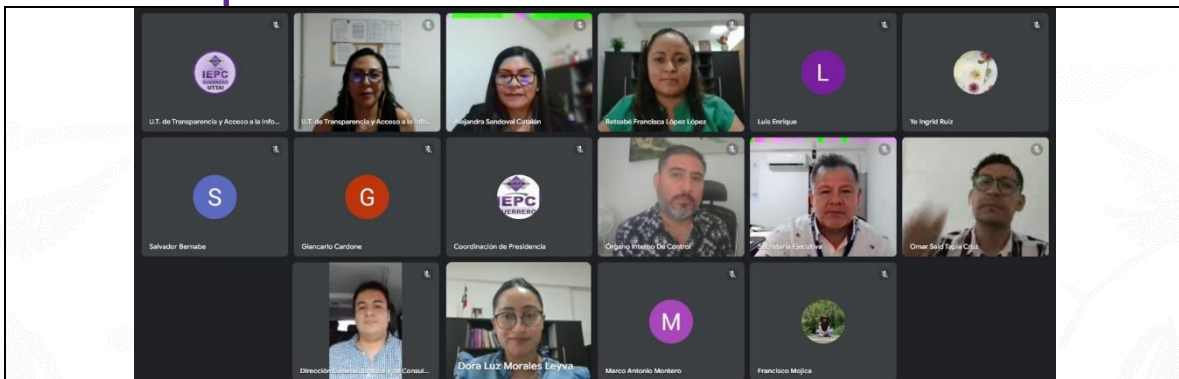 IEPC
GUERRERO
UTTAI
U.T. de Transparencia y Acceso a la Info...
U.T. de Transparencia y Acceso a la Info...
Alejandra Sandoval Catalán
Betsabé Francisca López López
L
Luis Enrique
Yo Ingrid Ruiz
S
Salvador Bernabe
G
Giancarlo Cardone
IEPC
GUERRERO
Coordinación de Presidencia
Órgano Interno De Control
Secretaría Ejecutiva
Omar Said Tapia Cruz
Dirección General Jurídica y de Consul...
Dora Luz Morales Leyva
M
Marco Antonio Montero
Francisco Mojica